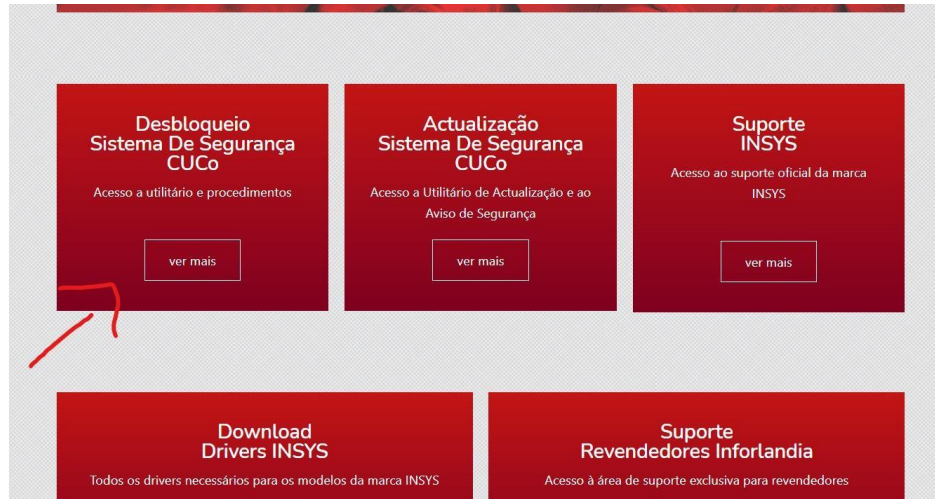 Desbloqueio
Sistema De Segurança
CUCo
Acesso a utilitário e procedimentos
ver mais
Actualização
Sistema De Segurança
CUCo
Acesso a Utilitário de Actualização e ao
Aviso de Segurança
ver mais
Suporte
INSYS
Acesso ao suporte oficial da marca
INSYS
ver mais
Download
Drivers INSYS
Todos os drivers necessários para os modelos da marca INSYS
Suporte
Revendedores Inforlandia
Acesso à área de suporte exclusiva para revendedores